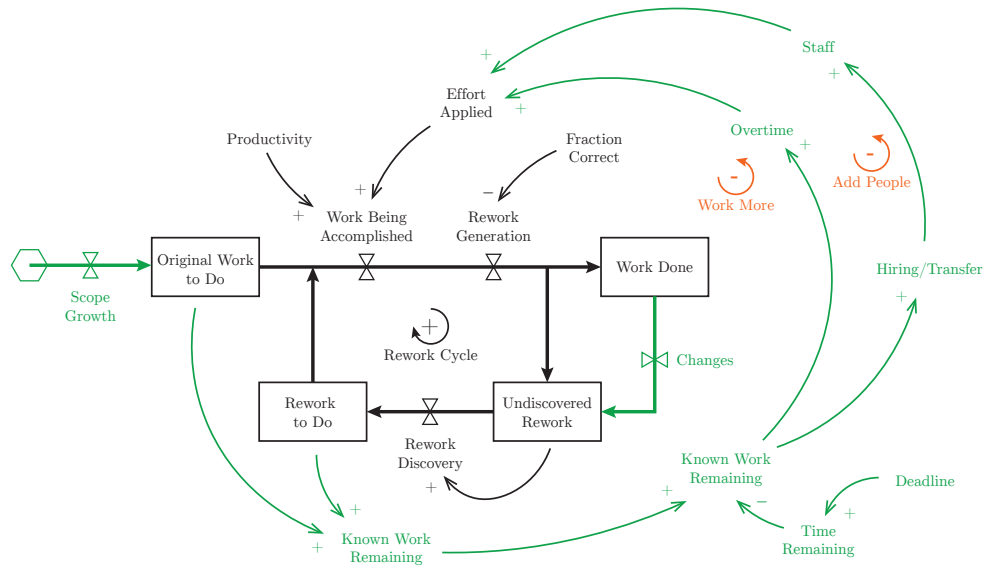 Staff
+
+
+
Effort
Applied
+
Overtime
+
Productivity
Fraction
Correct
-
-
Add People
+
–
Work More
+
Work Being
Accomplished
Rework
Generation
Original Work
to Do
Work Done
Hiring/Transfer
+
Scope
Growth
+
Rework Cycle
Changes
Rework
to Do
Undiscovered
Rework
Rework
Discovery
+
Known Work
Remaining
+
–
Deadline
+
+
+
Known Work
Remaining
Time
Remaining